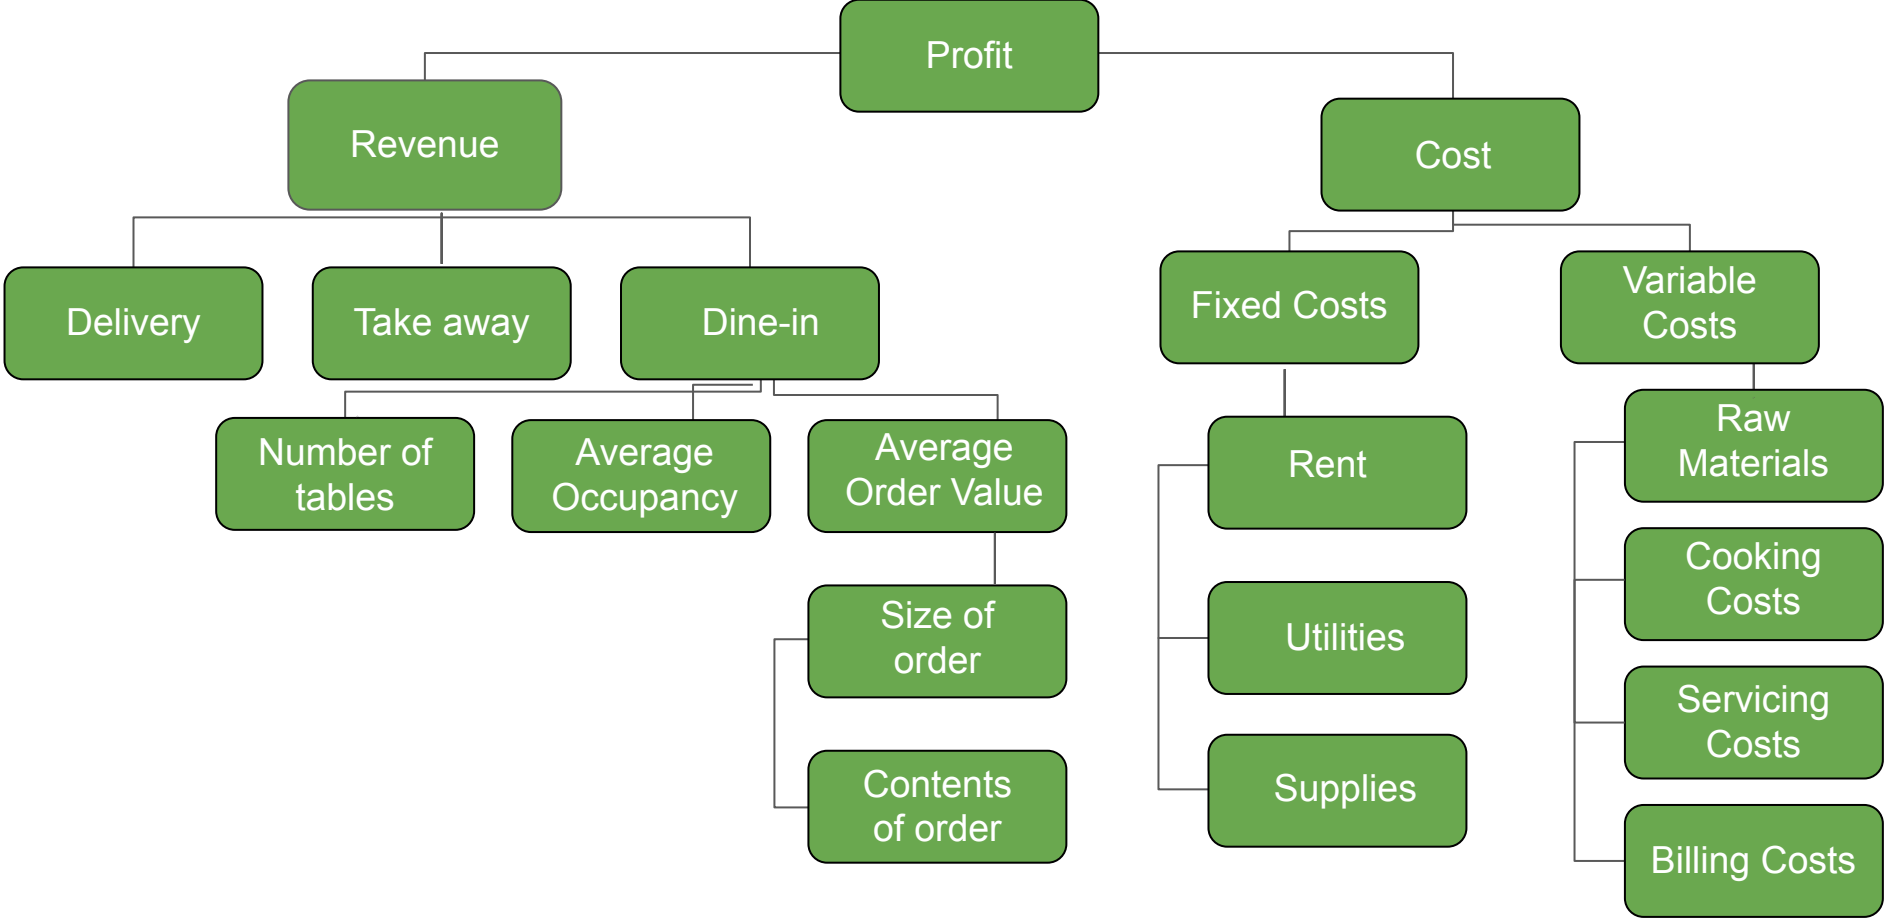 Profit
Revenue
Cost
Delivery
Take away
Dine-in
Fixed Costs
Variable
Costs
Number of
tables
Average
Occupancy
Average
Order Value
Size of
order
Contents
of order
Rent
Utilities
Supplies
Raw
Materials
Cooking
Costs
Servicing
Costs
Billing Costs